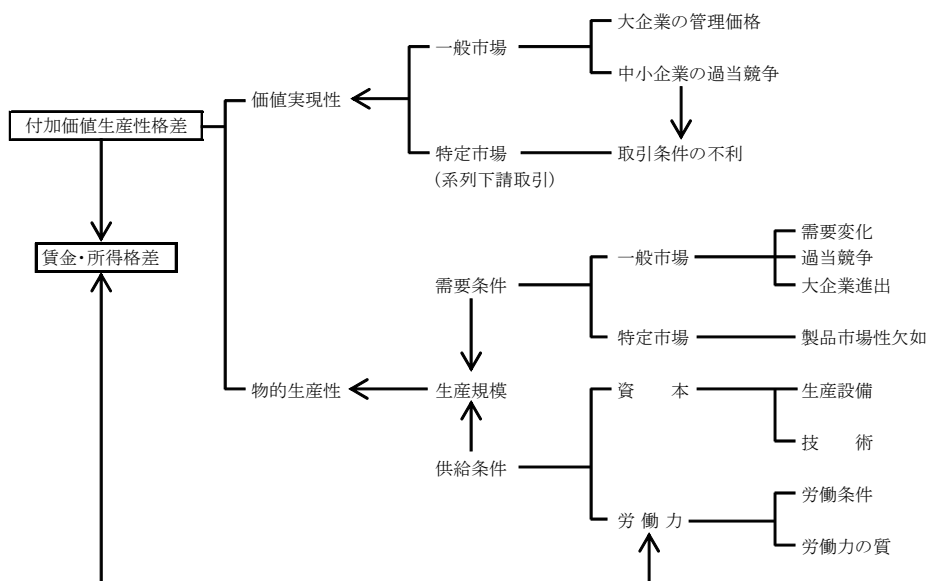 大企業の管理価格
一般市場
中小企業の過当競争
価値実現性
付加価値生産性格差
特定市場
(系列下請取引)
取引条件の不利
賃金・所得格差
需要変化
一般市場
過当競争
需要条件
大企業進出
特定市場
製品市場性欠如
物的生産性
生産規模
資　本
生産設備
技　術
供給条件
労働条件
労 働 力
労働力の質